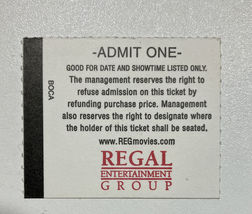 -ADMIT ONE-
GOOD FOR DATE AND SHOWTIME LISTED ONLY.
The management reserves the right to
refuse admission on this ticket by
refunding purchase price. Management
also reserves the right to designate where
the holder of this ticket shall be seated.
www.REGmovies.com
REGAL
ENTERTAINMENT
GROUP
BOCA